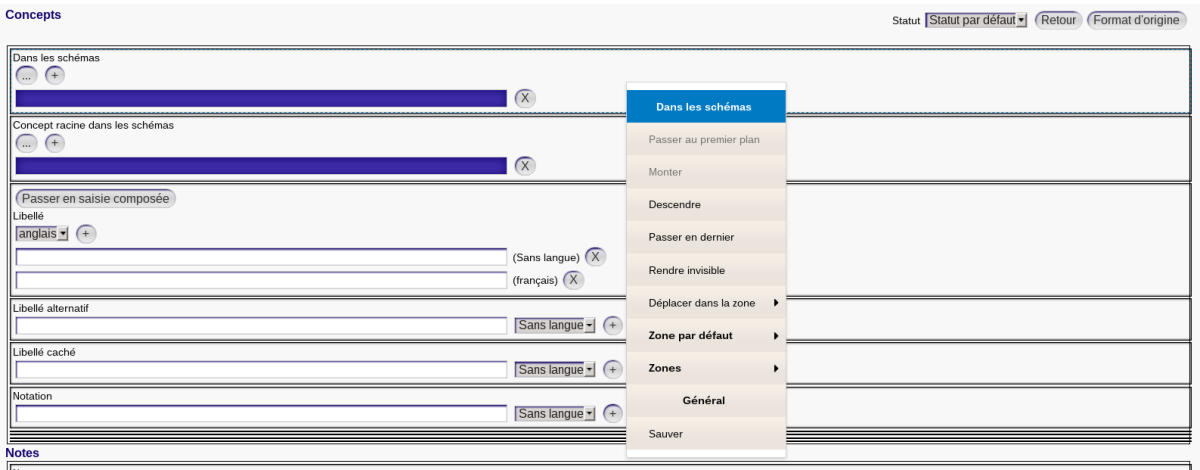 Concepts
Statut Statut par défaut Retour Format d'origine
Dans les schémas
... +
X
Concept racine dans les schémas
... +
X
Passer en saisie composée
Libellé
anglais +
(Sans langue) X
(français) X
Libellé alternatif
Sans langue +
Libellé caché
Sans langue +
Notation
Sans langue +
Notes
Dans les schémas
Passer au premier plan
Monter
Descendre
Passer en dernier
Rendre invisible
Déplacer dans la zone
Zone par défaut
Zones
Général
Sauver